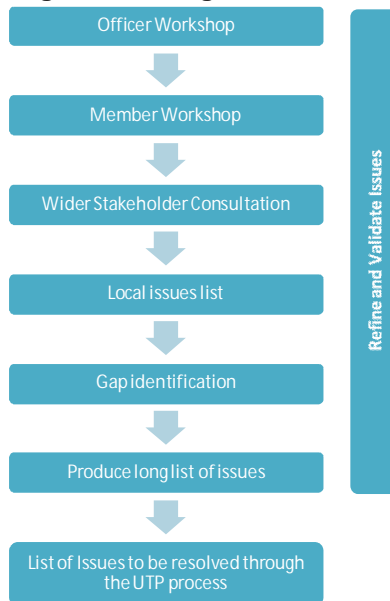 Officer Workshop
Member Workshop
Wider Stakeholder Consultation
Local issues list
Gap identification
Produce long list of issues
List of Issues to be resolved through
the UTP process
Refine and Validate Issues